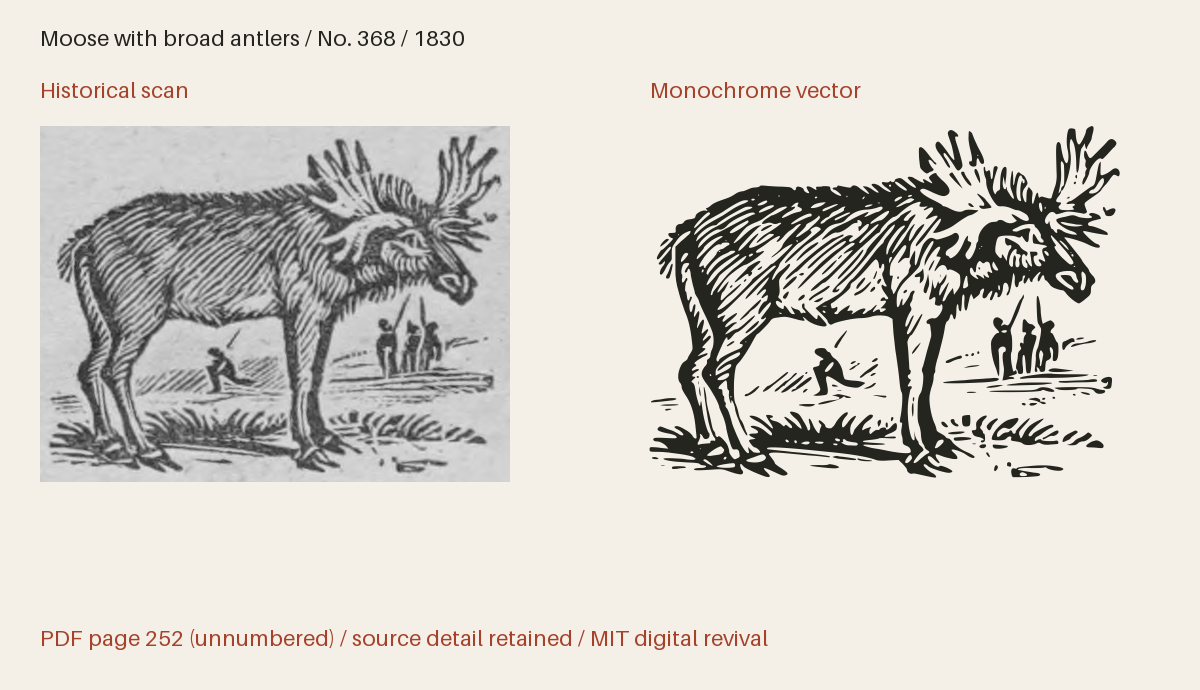 Moose with broad antlers / No. 368 / 1830
Historical scan
Monochrome vector
PDF page 252 (unnumbered) / source detail retained / MIT digital revival